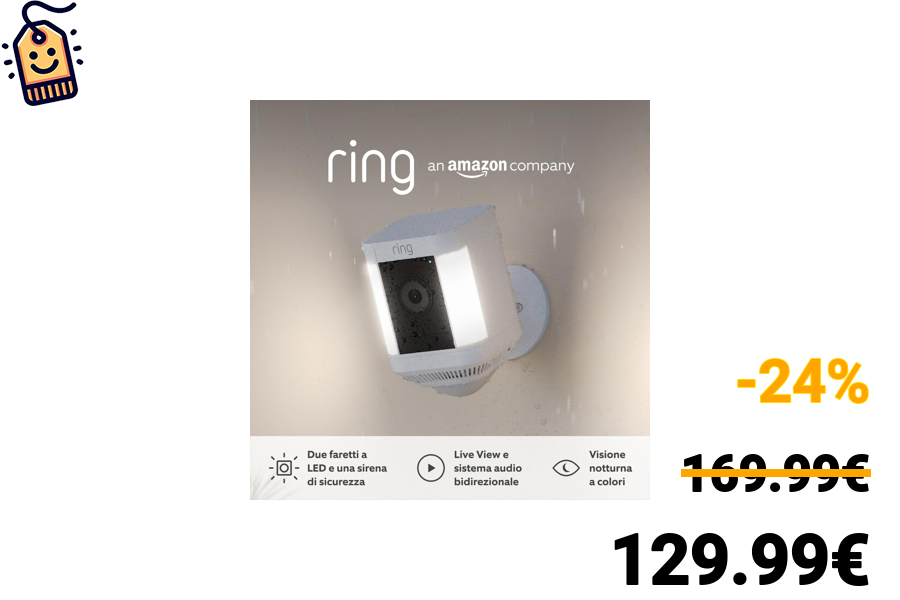 ring an amazon company
ring
Due faretti a
LED e una sirena
di sicurezza
Live View e
sistema audio
bidirezionale
Visione
notturna
a colori
-24%
169.99€
129.99€